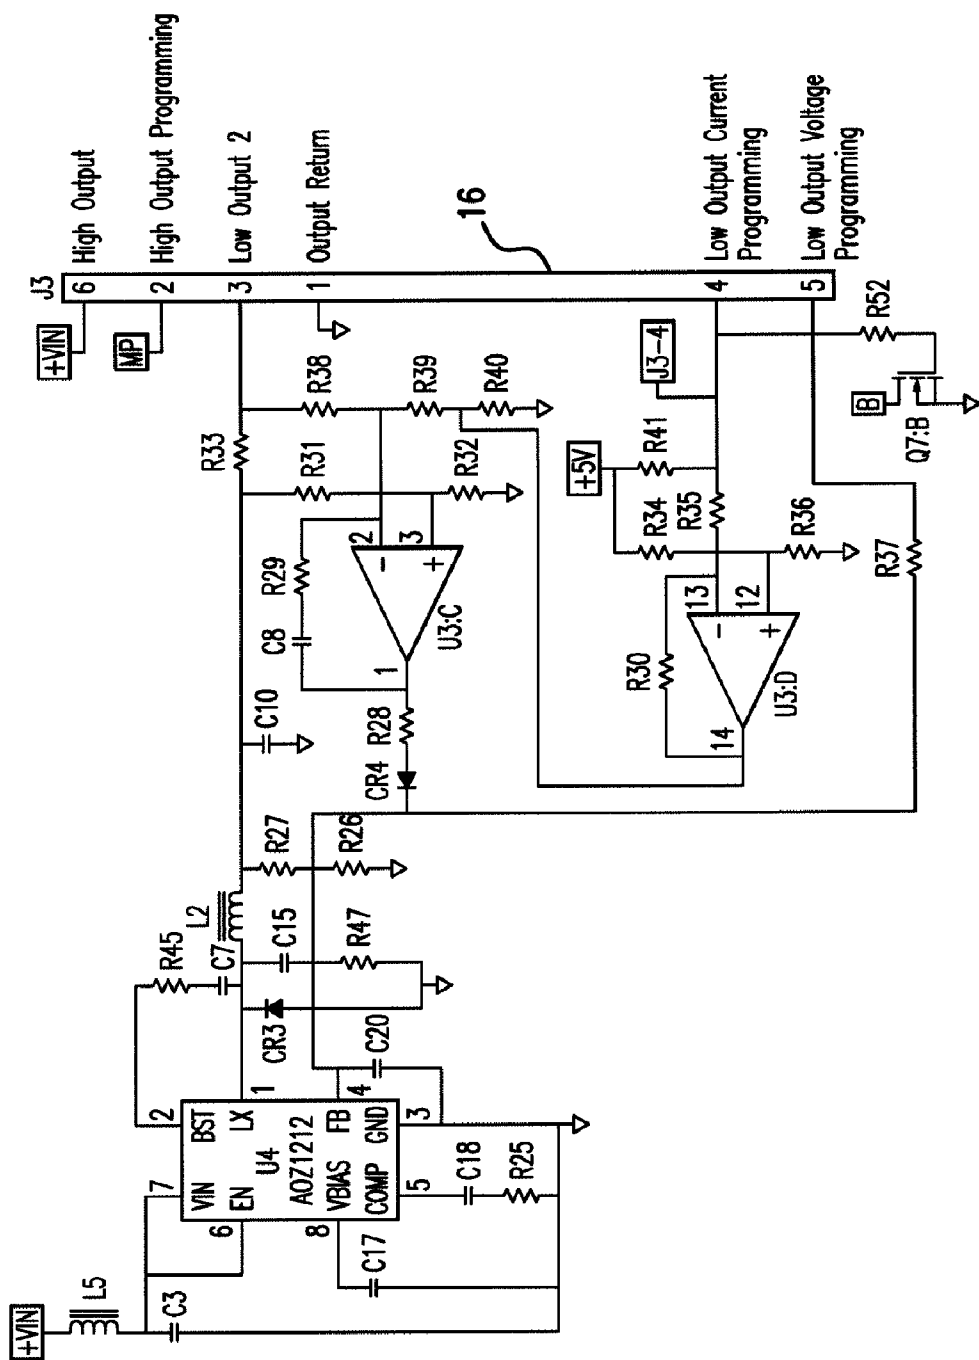 J3
+VIN
6
High Output
MP
2
High Output Programming
3
Low Output 2
1
Output Return
16
4
Low Output Current
Programming
5
Low Output Voltage
Programming
+VIN
L5
C3
7
VIN
6
EN
2
BST
1
LX
U4
AOZ1212
8
VBIAS
4
FB
5
COMP
3
GND
C17
C18
R25
C20
R45
C7
L2
CR3
C15
R47
R27
R26
C10
R33
R31
R32
R38
R39
R40
R29
C8
2
−
3
+
1
U3:C
R28
CR4
J3-4
+5V
R41
R34
R35
R36
R30
13
−
12
+
14
U3:D
R37
R52
B
Q7:B